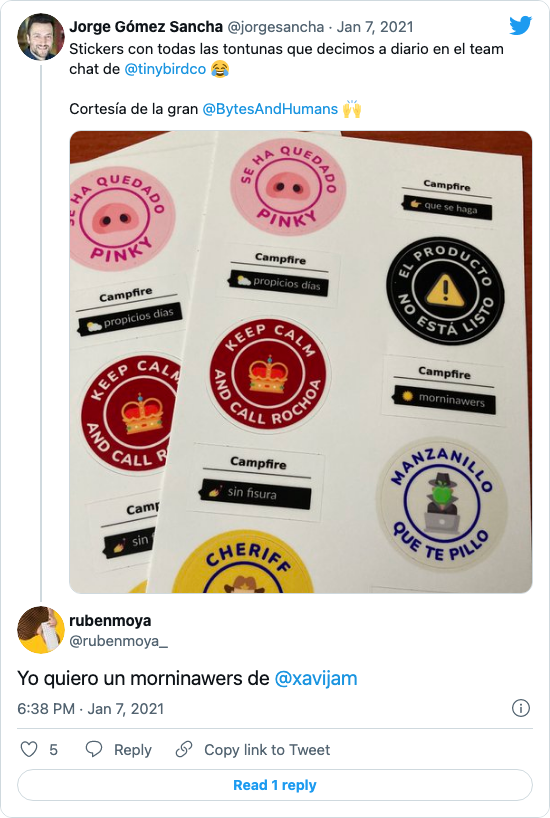 Jorge Gómez Sancha @jorgesancha · Jan 7, 2021
Stickers con todas las tontunas que decimos a diario en el team
chat de @tinybirdco 😂
Cortesía de la gran @BytesAndHumans 🙌
SE HA QUEDADO
PINKY
Campfire
propicios días
KEEP CALM
AND CALL R
Campf
sin
SE HA QUEDADO
PINKY
Campfire
propicios días
KEEP CALM
AND CALL ROCHOA
Campfire
sin fisura
CHERIFF
Campfire
👉 que se haga
EL PRODUCTO
NO ESTÁ LISTO
Campfire
morninawers
MANZANILLO
QUE TE PILLO
rubenmoya
@rubenmoya_
Yo quiero un morninawers de @xavijam
6:38 PM · Jan 7, 2021
5 Reply Copy link to Tweet
Read 1 reply